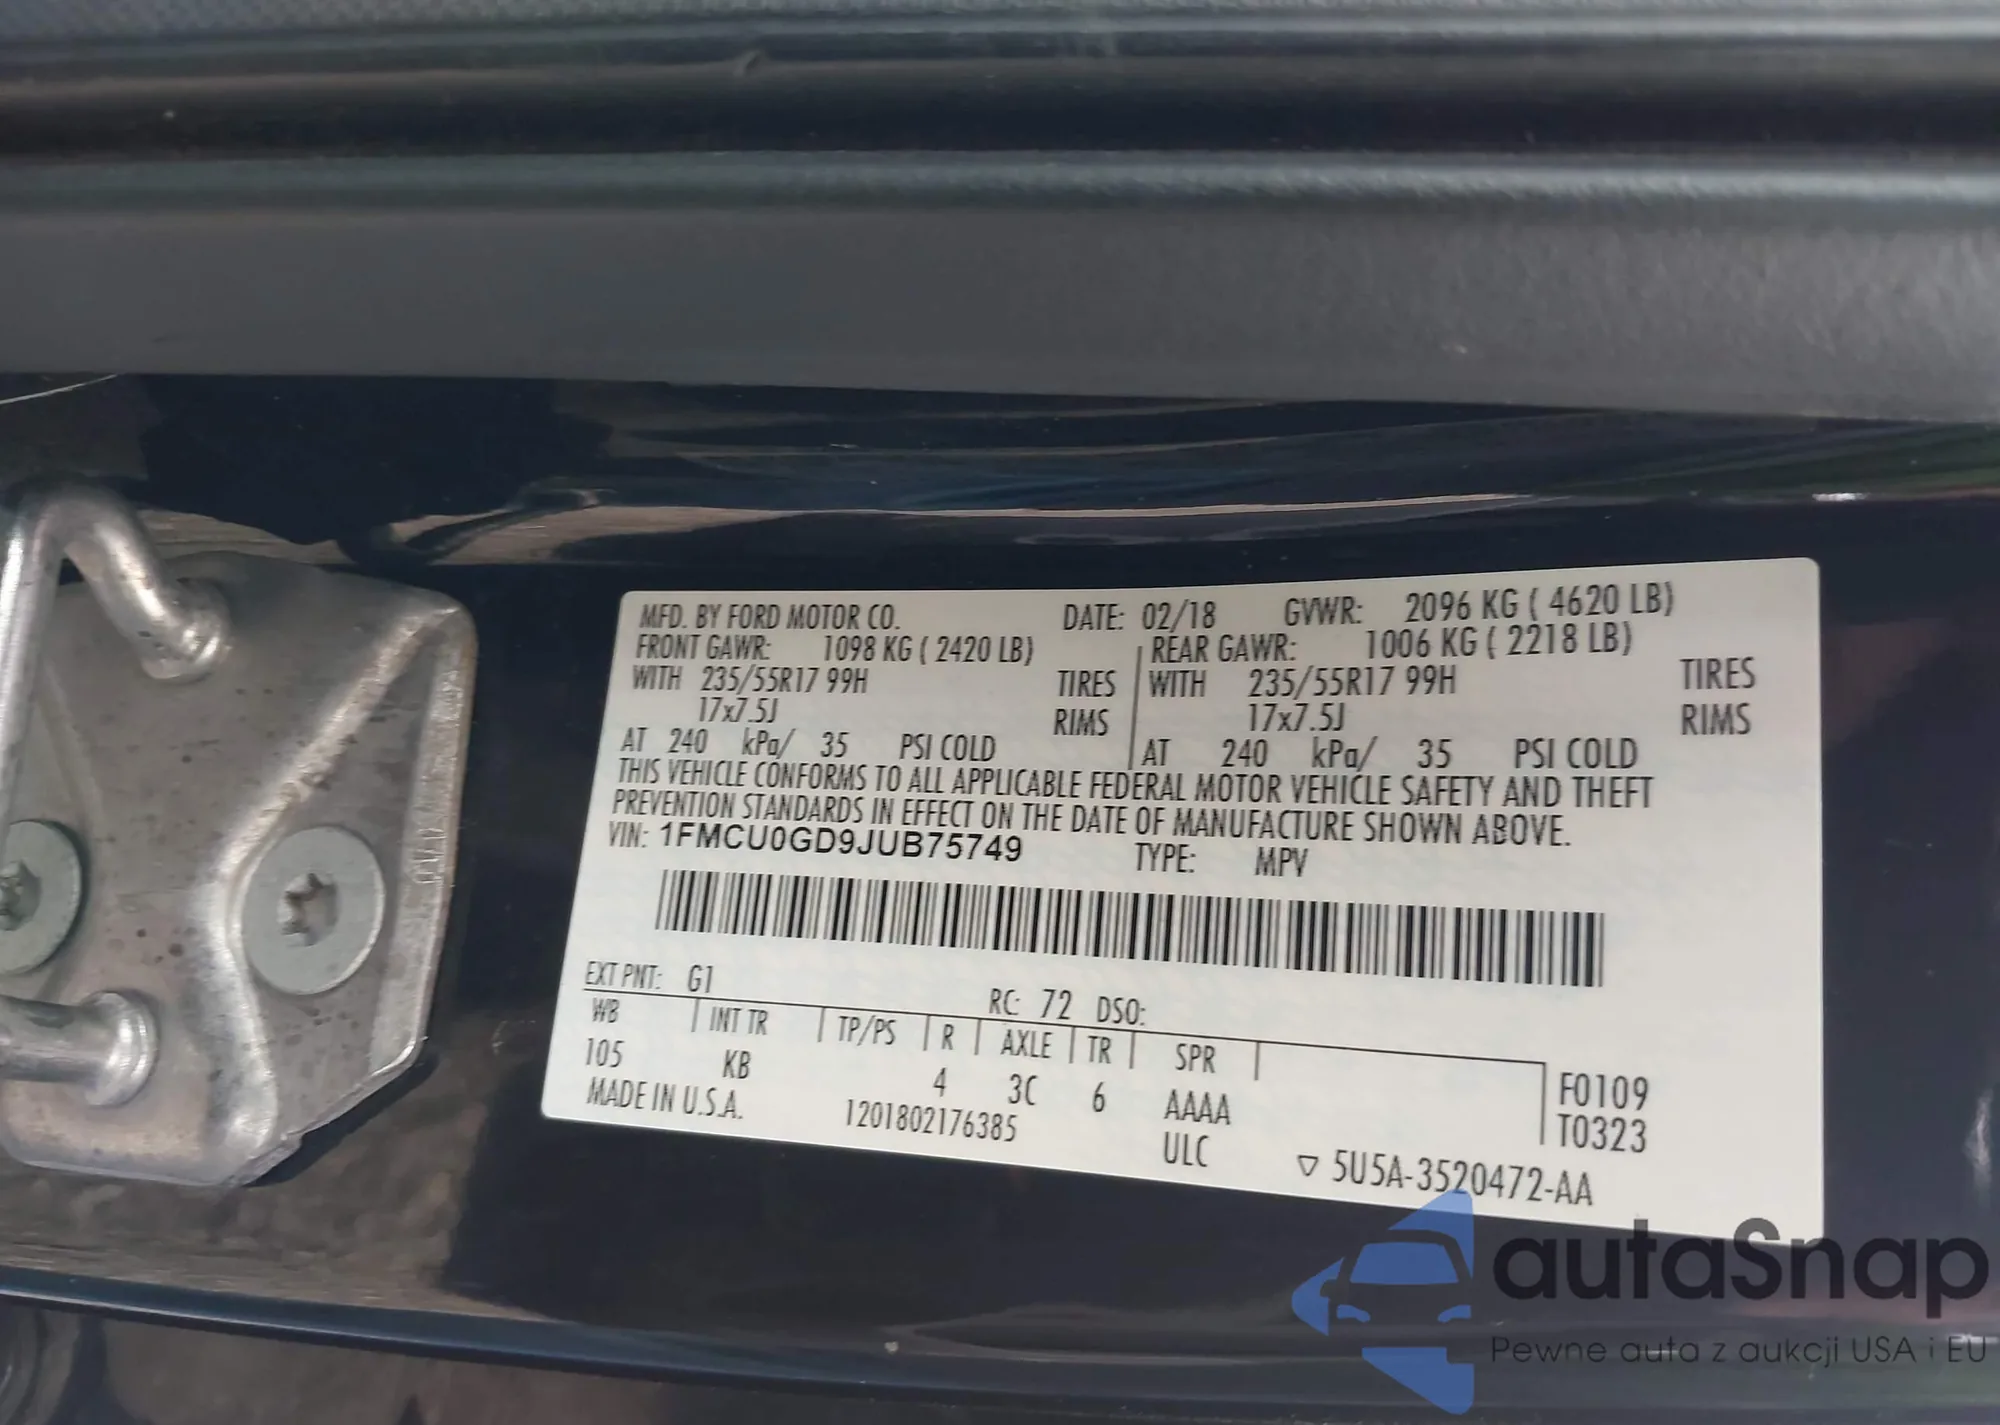 MFD. BY FORD MOTOR CO. DATE: 02/18 GVWR: 2096 KG ( 4620 LB)
FRONT GAWR: 1098 KG ( 2420 LB) REAR GAWR: 1006 KG ( 2218 LB)
WITH 235/55R17 99H TIRES WITH 235/55R17 99H TIRES
17x7.5J RIMS 17x7.5J RIMS
AT 240 kPa/ 35 PSI COLD AT 240 kPa/ 35 PSI COLD
THIS VEHICLE CONFORMS TO ALL APPLICABLE FEDERAL MOTOR VEHICLE SAFETY AND THEFT
PREVENTION STANDARDS IN EFFECT ON THE DATE OF MANUFACTURE SHOWN ABOVE.
VIN: 1FMCU0GD9JUB75749 TYPE: MPV
EXT PNT: G1 RC: 72 DSO:
WB INT TR TP/PS R AXLE TR SPR
105 KB 4 3C 6 AAAA F0109
MADE IN U.S.A. 1201802176385 ULC T0323
▽ 5U5A-3520472-AA
autaSnap
Pewne auta z aukcji USA i EU